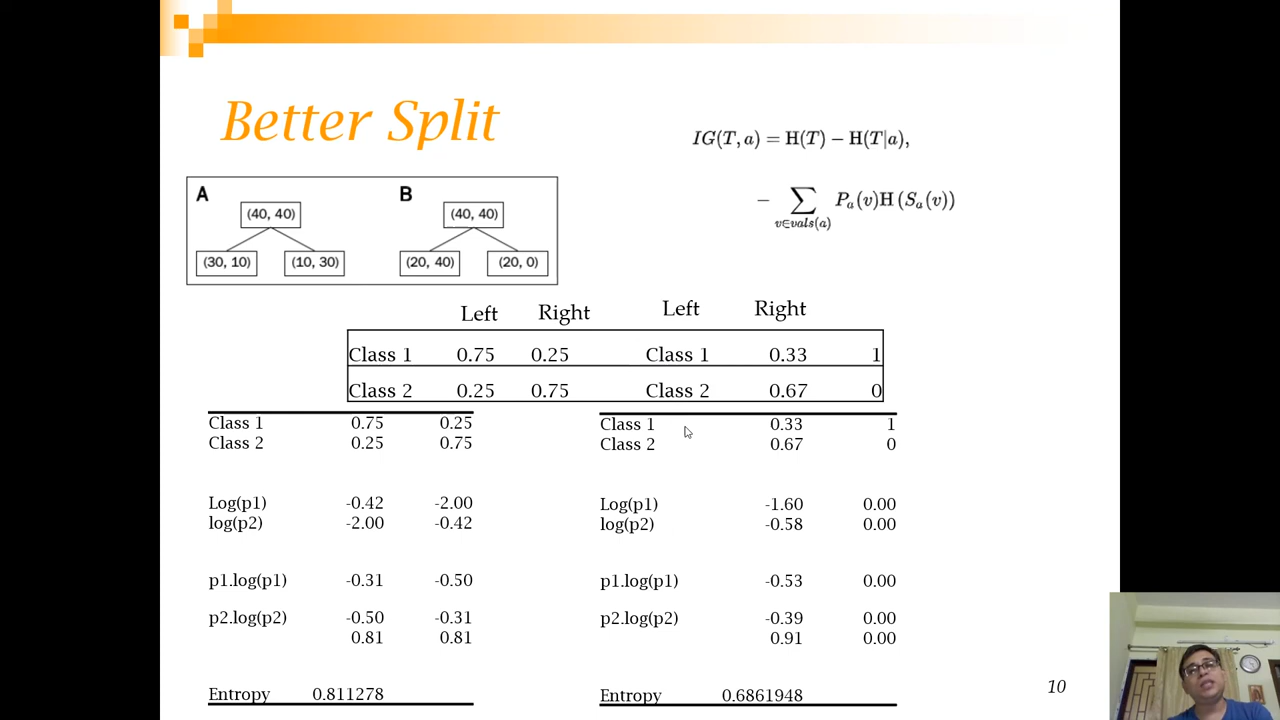 Better Split
IG(T, a) = H(T) − H(T|a),
− ∑ Pₐ(v)H (Sₐ(v))
v∈vals(a)
A B
(40, 40) (40, 40)
(30, 10) (10, 30) (20, 40) (20, 0)
Left Right Left Right
Class 1 0.75 0.25 Class 1 0.33 1
Class 2 0.25 0.75 Class 2 0.67 0
Class 1 0.75 0.25 Class 1 0.33 1
Class 2 0.25 0.75 Class 2 0.67 0
Log(p1) -0.42 -2.00 Log(p1) -1.60 0.00
log(p2) -2.00 -0.42 log(p2) -0.58 0.00
p1.log(p1) -0.31 -0.50 p1.log(p1) -0.53 0.00
p2.log(p2) -0.50 -0.31 p2.log(p2) -0.39 0.00
0.81 0.81 0.91 0.00
Entropy 0.811278 Entropy 0.6861948
10